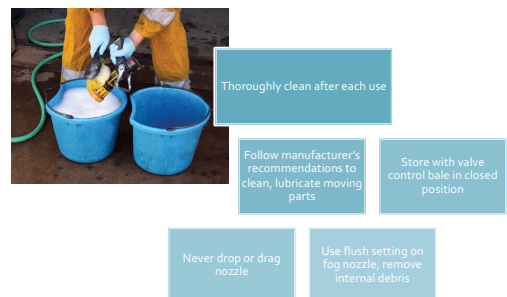 Thoroughly clean after each use
Follow manufacturer's
recommendations to
clean, lubricate moving
parts
Store with valve
control bale in closed
position
Never drop or drag
nozzle
Use flush setting on
fog nozzle, remove
internal debris